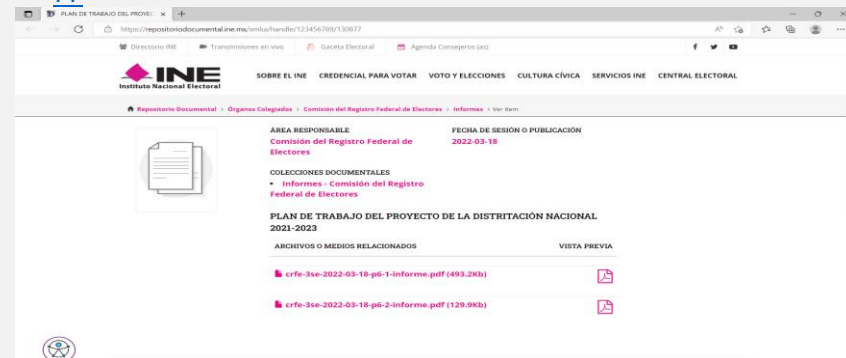 PLAN DE TRABAJO DEL PROYEC
https://repositoriodocumental.ine.mx/xmlui/handle/123456789/130877
Directorio INE Transmisiones en vivo Gaceta Electoral Agenda Consejeros (as)
INE
Instituto Nacional Electoral
SOBRE EL INE CREDENCIAL PARA VOTAR VOTO Y ELECCIONES CULTURA CÍVICA SERVICIOS INE CENTRAL ELECTORAL
Repositorio Documental > Órganos Colegiados > Comisión del Registro Federal de Electores > Informes > Ver ítem
ÁREA RESPONSABLE
Comisión del Registro Federal de
Electores
FECHA DE SESIÓN O PUBLICACIÓN
2022-03-18
COLECCIONES DOCUMENTALES
• Informes - Comisión del Registro
Federal de Electores
PLAN DE TRABAJO DEL PROYECTO DE LA DISTRITACIÓN NACIONAL
2021-2023
ARCHIVOS O MEDIOS RELACIONADOS VISTA PREVIA
crfe-3se-2022-03-18-p6-1-informe.pdf (493.2Kb)
crfe-3se-2022-03-18-p6-2-informe.pdf (129.9Kb)